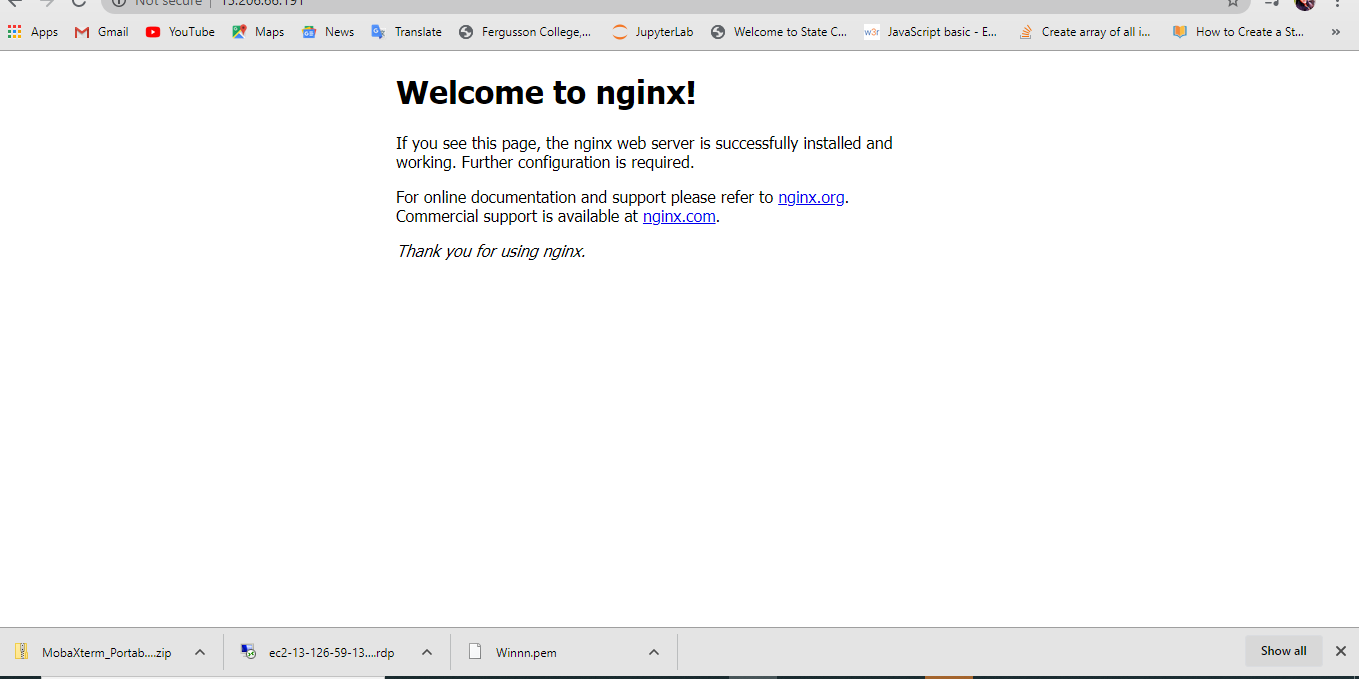 Not secure | 15.206.66.191
Apps Gmail YouTube Maps News Translate Fergusson College,... JupyterLab Welcome to State C... w3r JavaScript basic - E... Create array of all i... How to Create a St... »
Welcome to nginx!
If you see this page, the nginx web server is successfully installed and
working. Further configuration is required.
For online documentation and support please refer to nginx.org.
Commercial support is available at nginx.com.
Thank you for using nginx.
MobaXterm_Portab....zip ec2-13-126-59-13....rdp Winnn.pem Show all